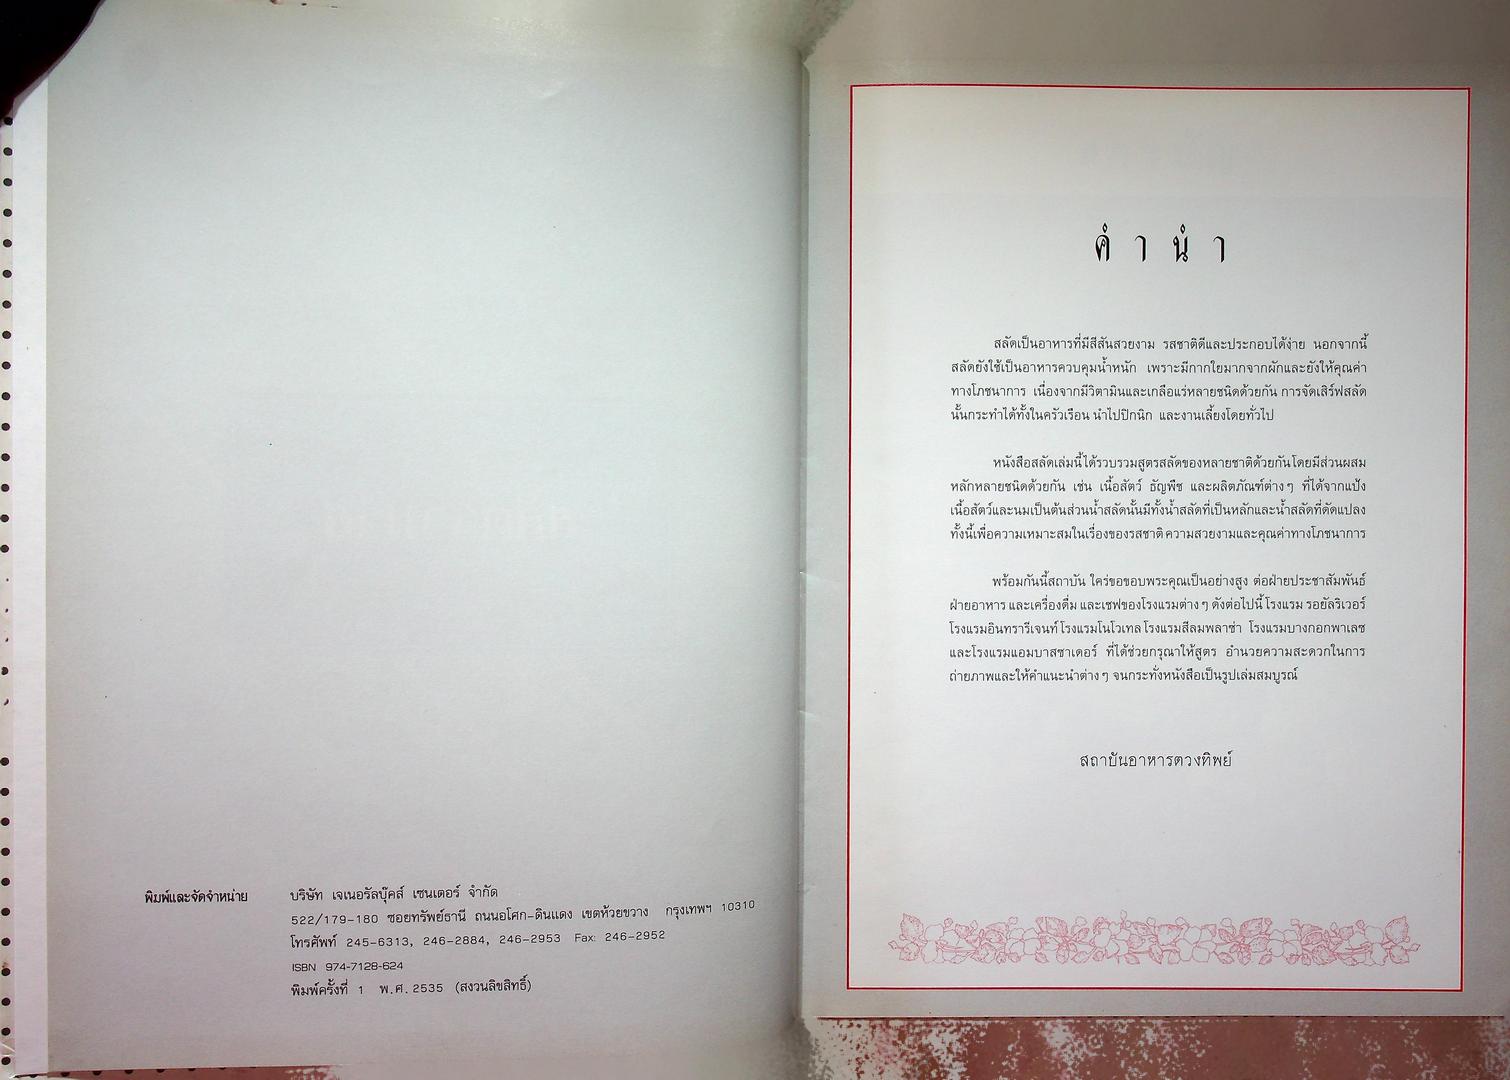 พิมพ์และจัดจำหน่าย บริษัท เจเนอรัลบุ๊คส์ เซนเตอร์ จำกัด
522/179-180 ซอยทรัพย์ธานี ถนนอโศก-ดินแดง เขตห้วยขวาง กรุงเทพฯ 10310
โทรศัพท์ 245-6313, 246-2884, 246-2953 Fax: 246-2952
ISBN 974-7128-624
พิมพ์ครั้งที่ 1 พ.ศ. 2535 (สงวนลิขสิทธิ์)
คำนำ
สลัดเป็นอาหารที่มีสีสันสวยงาม รสชาติดีและประกอบได้ง่าย นอกจากนี้
สลัดยังใช้เป็นอาหารควบคุมน้ำหนัก เพราะมีกากใยมากจากผักและยังให้คุณค่า
ทางโภชนาการ เนื่องจากมีวิตามินและเกลือแร่หลายชนิดด้วยกัน การจัดเสิร์ฟสลัด
นั้นกระทำได้ทั้งในครัวเรือน นำไปปิกนิก และงานเลี้ยงโดยทั่วไป
หนังสือสลัดเล่มนี้ได้รวบรวมสูตรสลัดของหลายชาติด้วยกันโดยมีส่วนผสม
หลักหลายชนิดด้วยกัน เช่น เนื้อสัตว์ ธัญพืช และผลิตภัณฑ์ต่าง ๆ ที่ได้จากแป้ง
เนื้อสัตว์และนมเป็นต้นส่วนน้ำสลัดนั้นมีทั้งน้ำสลัดที่เป็นหลักและน้ำสลัดที่ดัดแปลง
ทั้งนี้เพื่อความเหมาะสมในเรื่องของรสชาติ ความสวยงามและคุณค่าทางโภชนาการ
พร้อมกันนี้สถาบัน ใคร่ขอขอบพระคุณเป็นอย่างสูง ต่อฝ่ายประชาสัมพันธ์
ฝ่ายอาหาร และเครื่องดื่ม และเชฟของโรงแรมต่าง ๆ ดังต่อไปนี้ โรงแรม รอยัลริเวอร์
โรงแรมอินทรารีเจนท์ โรงแรมโนโวเทล โรงแรมสีลมพลาซ่า โรงแรมบางกอกพาเลซ
และโรงแรมแอมบาสซาเดอร์ ที่ได้ช่วยกรุณาให้สูตร อำนวยความสะดวกในการ
ถ่ายภาพและให้คำแนะนำต่าง ๆ จนกระทั่งหนังสือเป็นรูปเล่มสมบูรณ์
สถาบันอาหารตวงทิพย์